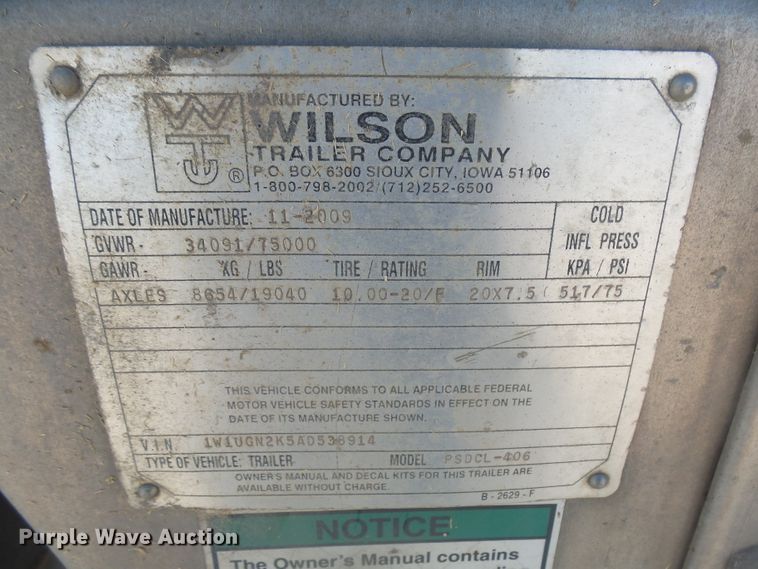 MANUFACTURED BY:
WILSON
TRAILER COMPANY
P.O. BOX 6300 SIOUX CITY, IOWA 51106
1-800-798-2002/(712)252-6500
WT ®
DATE OF MANUFACTURE: 11-2009 COLD
GVWR - 34091/75000 INFL PRESS
GAWR - KG / LBS TIRE / RATING RIM KPA / PSI
AXLES 8654/19040 10.00-20/F 20X7.5 517/75
THIS VEHICLE CONFORMS TO ALL APPLICABLE FEDERAL
MOTOR VEHICLE SAFETY STANDARDS IN EFFECT ON THE
DATE OF ITS MANUFACTURE SHOWN.
V.I.N. 1W1UGN2K5AD538914
TYPE OF VEHICLE: TRAILER MODEL PSDCL-406
OWNER'S MANUAL AND DECAL KITS FOR THIS TRAILER ARE
AVAILABLE WITHOUT CHARGE.
B - 2629 - F
NOTICE
The Owner's Manual contains
Purple Wave Auction